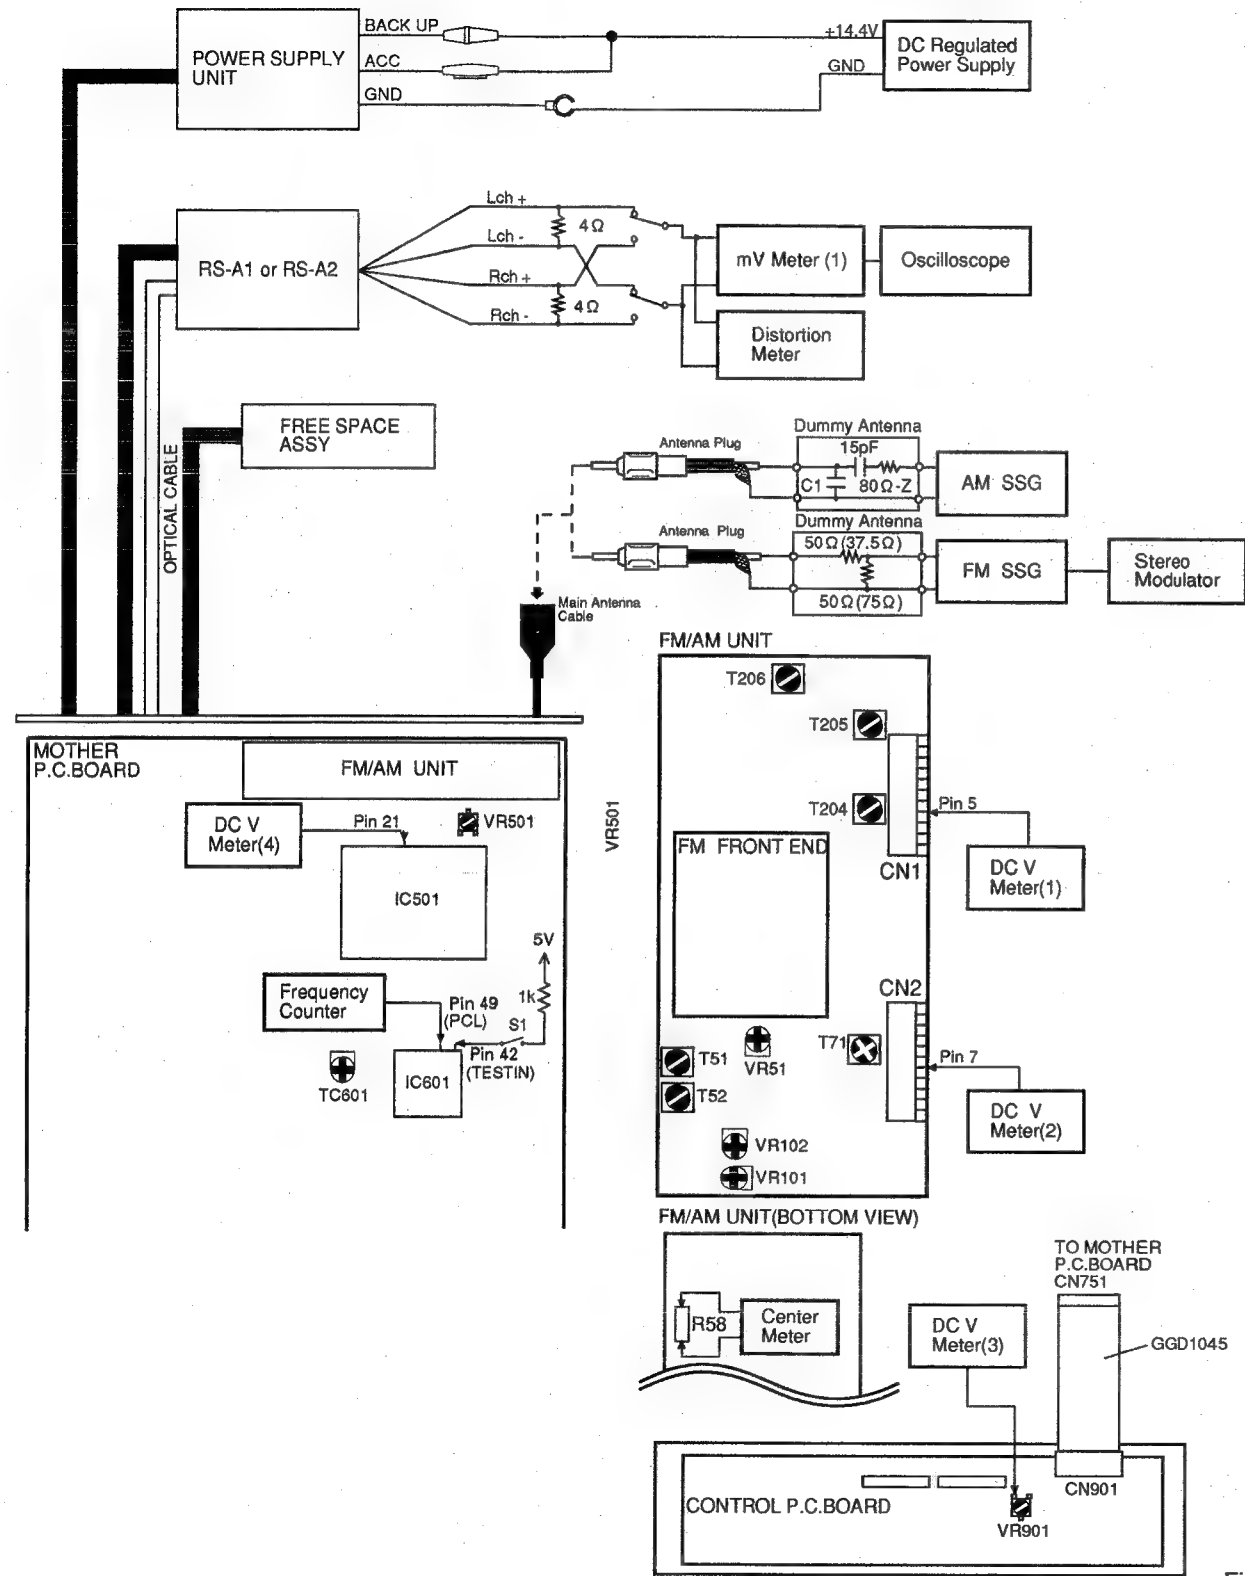 BACK UP
POWER SUPPLY
UNIT
ACC
GND
+14.4V
GND
DC Regulated
Power Supply
RS-A1 or RS-A2
Lch +
4Ω
Lch -
Rch +
4Ω
Rch -
mV Meter (1)
Oscilloscope
Distortion
Meter
FREE SPACE
ASSY
OPTICAL CABLE
Antenna Plug
Dummy Antenna
15pF
C1
80Ω-Z
AM SSG
Antenna Plug
Dummy Antenna
50Ω(37.5Ω)
50Ω(75Ω)
FM SSG
Stereo
Modulator
Main Antenna
Cable
MOTHER
P.C.BOARD
FM/AM UNIT
DC V
Meter(4)
Pin 21
VR501
IC501
5V
1k
Frequency
Counter
Pin 49
(PCL)
S1
Pin 42
(TESTIN)
TC601
IC601
VR501
FM/AM UNIT
T206
T205
T204
Pin 5
FM FRONT END
CN1
DC V
Meter(1)
CN2
T51
T52
VR51
T71
Pin 7
DC V
Meter(2)
VR102
VR101
FM/AM UNIT(BOTTOM VIEW)
R58
Center
Meter
DC V
Meter(3)
TO MOTHER
P.C.BOARD
CN751
GGD1045
CONTROL P.C.BOARD
CN901
VR901